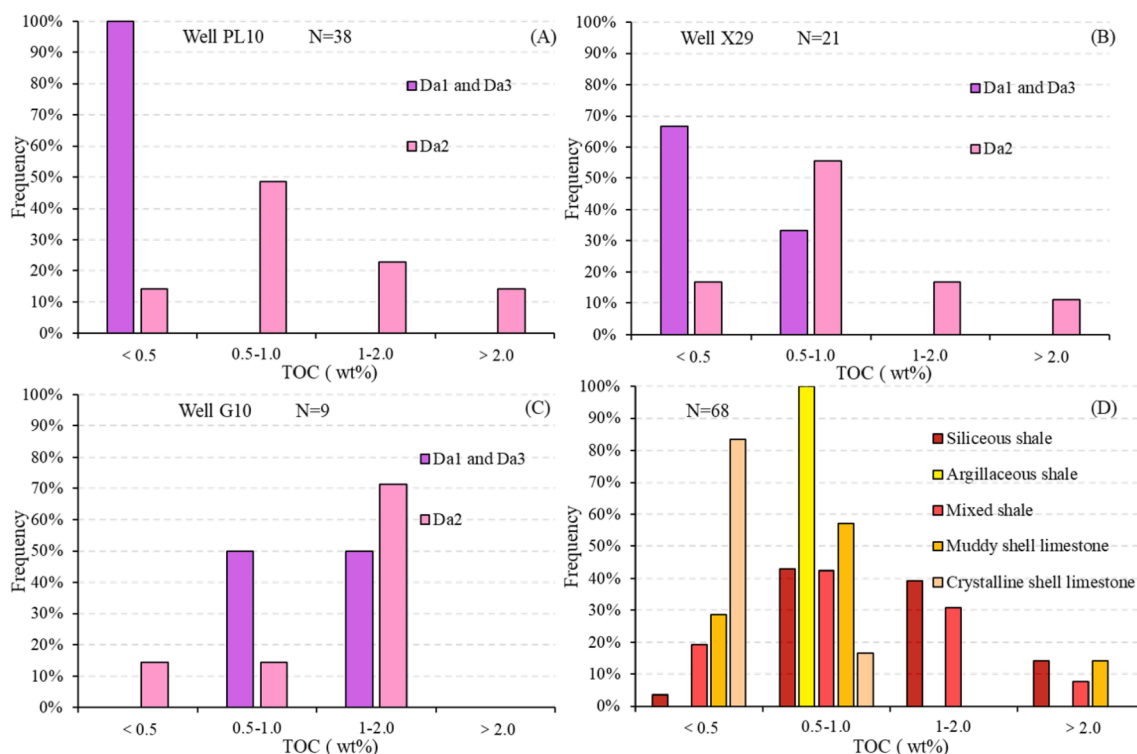 Well PL10 N=38 (A)
100%
90%
80%
70%
60%
50%
40%
30%
20%
10%
0%
Frequency
Da1 and Da3
Da2
< 0.5 0.5-1.0 1-2.0 > 2.0
TOC ( wt%)
Well X29 N=21 (B)
100%
90%
80%
70%
60%
50%
40%
30%
20%
10%
0%
Frequency
Da1 and Da3
Da2
< 0.5 0.5-1.0 1-2.0 > 2.0
TOC ( wt%)
Well G10 N=9 (C)
100%
90%
80%
70%
60%
50%
40%
30%
20%
10%
0%
Frequency
Da1 and Da3
Da2
< 0.5 0.5-1.0 1-2.0 > 2.0
TOC ( wt%)
N=68 (D)
100%
90%
80%
70%
60%
50%
40%
30%
20%
10%
0%
Frequency
Siliceous shale
Argillaceous shale
Mixed shale
Muddy shell limestone
Crystalline shell limestone
< 0.5 0.5-1.0 1-2.0 > 2.0
TOC ( wt%)